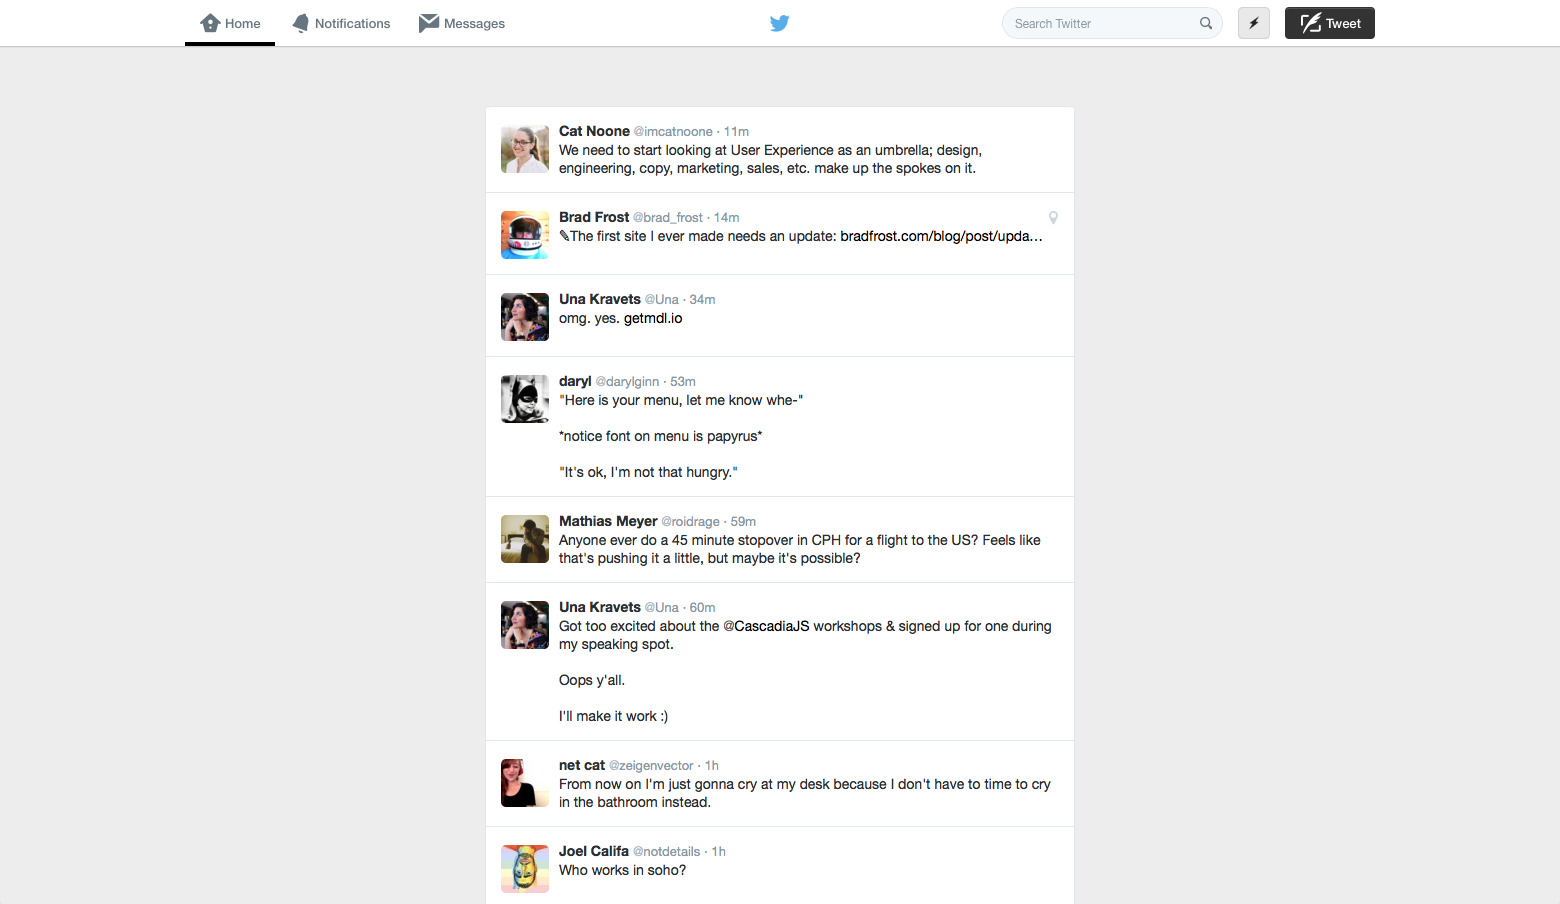 Home Notifications Messages Search Twitter Tweet
Cat Noone @imcatnoone · 11m
We need to start looking at User Experience as an umbrella; design,
engineering, copy, marketing, sales, etc. make up the spokes on it.
Brad Frost @brad_frost · 14m
✎The first site I ever made needs an update: bradfrost.com/blog/post/upda…
Una Kravets @Una · 34m
omg. yes. getmdl.io
daryl @darylginn · 53m
"Here is your menu, let me know whe-"
*notice font on menu is papyrus*
"It's ok, I'm not that hungry."
Mathias Meyer @roidrage · 59m
Anyone ever do a 45 minute stopover in CPH for a flight to the US? Feels like
that's pushing it a little, but maybe it's possible?
Una Kravets @Una · 60m
Got too excited about the @CascadiaJS workshops & signed up for one during
my speaking spot.
Oops y'all.
I'll make it work :)
net cat @zeigenvector · 1h
From now on I'm just gonna cry at my desk because I don't have to time to cry
in the bathroom instead.
Joel Califa @notdetails · 1h
Who works in soho?